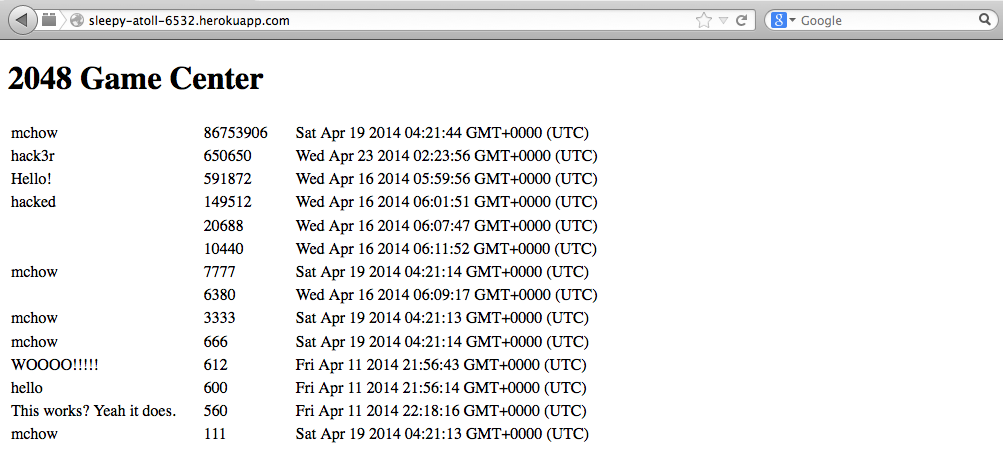 sleepy-atoll-6532.herokuapp.com
Google
2048 Game Center
mchow 86753906 Sat Apr 19 2014 04:21:44 GMT+0000 (UTC)
hack3r 650650 Wed Apr 23 2014 02:23:56 GMT+0000 (UTC)
Hello! 591872 Wed Apr 16 2014 05:59:56 GMT+0000 (UTC)
hacked 149512 Wed Apr 16 2014 06:01:51 GMT+0000 (UTC)
20688 Wed Apr 16 2014 06:07:47 GMT+0000 (UTC)
10440 Wed Apr 16 2014 06:11:52 GMT+0000 (UTC)
mchow 7777 Sat Apr 19 2014 04:21:14 GMT+0000 (UTC)
6380 Wed Apr 16 2014 06:09:17 GMT+0000 (UTC)
mchow 3333 Sat Apr 19 2014 04:21:13 GMT+0000 (UTC)
mchow 666 Sat Apr 19 2014 04:21:14 GMT+0000 (UTC)
WOOOO!!!!! 612 Fri Apr 11 2014 21:56:43 GMT+0000 (UTC)
hello 600 Fri Apr 11 2014 21:56:14 GMT+0000 (UTC)
This works? Yeah it does. 560 Fri Apr 11 2014 22:18:16 GMT+0000 (UTC)
mchow 111 Sat Apr 19 2014 04:21:13 GMT+0000 (UTC)